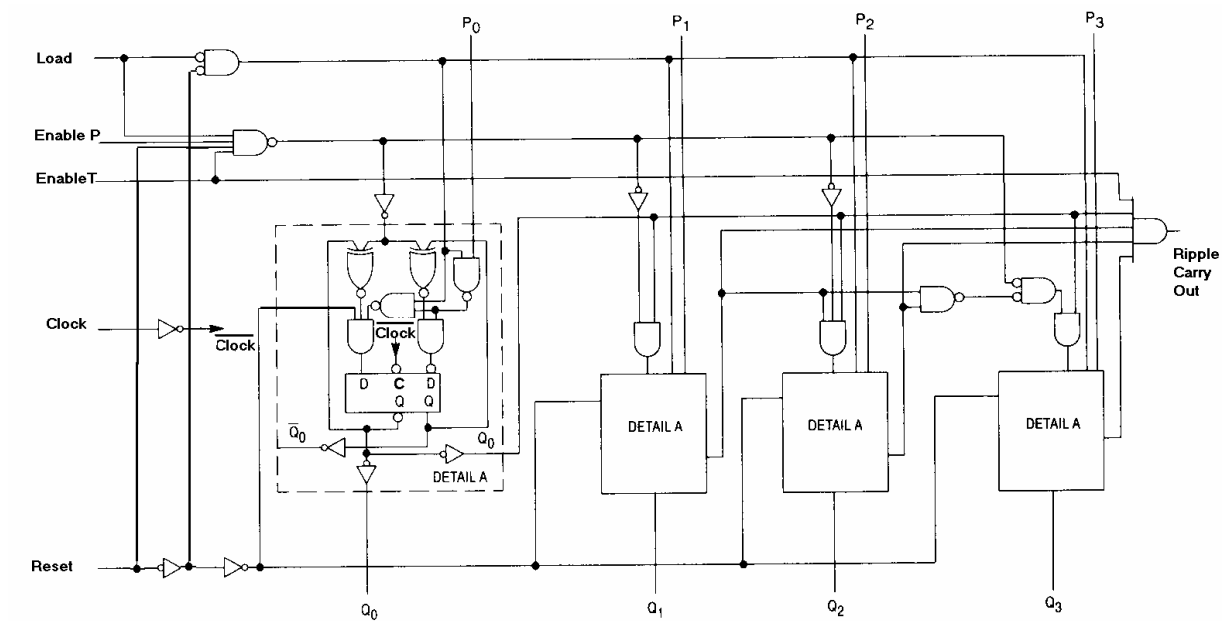 P0
P1
P2
P3
Load
Enable P
EnableT
Ripple
Carry
Out
Clock
Clock
Clock
D C D
Q Q
Q0
Q0
DETAIL A
DETAIL A
DETAIL A
DETAIL A
Reset
Q0
Q1
Q2
Q3